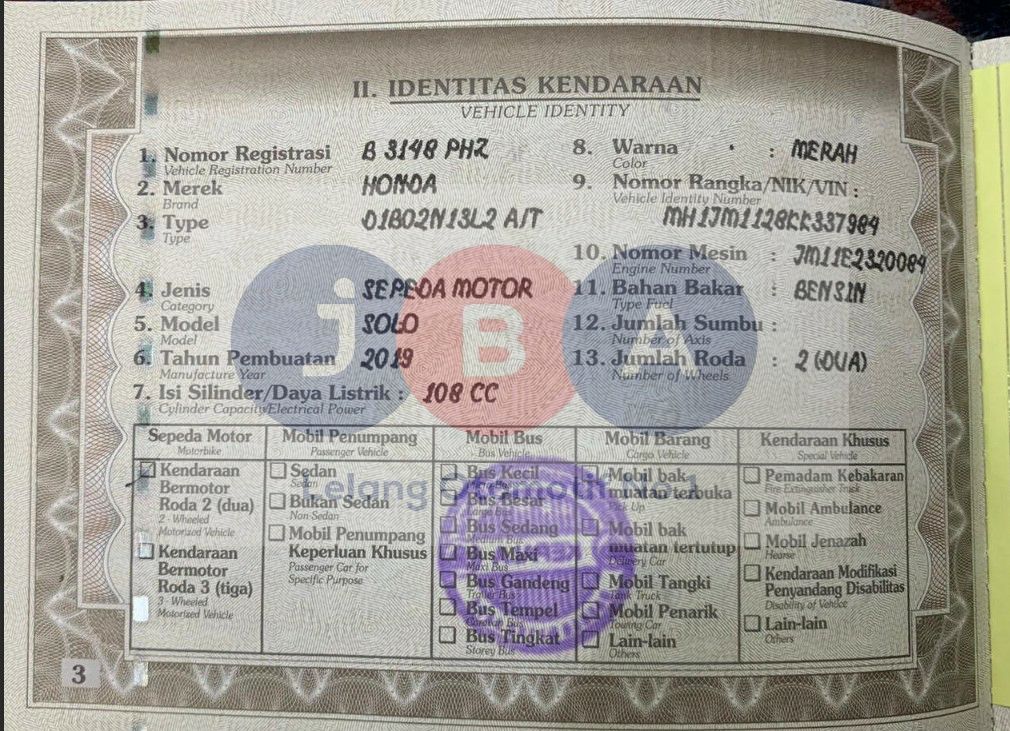 II. IDENTITAS KENDARAAN
VEHICLE IDENTITY
1. Nomor Registrasi B 3148 PHZ
Vehicle Registration Number
2. Merek HONDA
Brand
3. Type D1B02N13L2 A/T
Type
4. Jenis SEPEDA MOTOR
Category
5. Model SOLO
Model
6. Tahun Pembuatan 2019
Manufacture Year
7. Isi Silinder/Daya Listrik : 108 CC
Cylinder Capacity/Electrical Power
8. Warna : MERAH
Color
9. Nomor Rangka/NIK/VIN :
Vehicle Identity Number
MH1JM1128KK337984
10. Nomor Mesin : JM11E2320084
Engine Number
11. Bahan Bakar : BENSIN
Type Fuel
12. Jumlah Sumbu :
Number of Axis
13. Jumlah Roda : 2 (DUA)
Number of Wheels
JBA
Sepeda Motor
Motorbike
Kendaraan
Bermotor
Roda 2 (dua)
2 - Wheeled
Motorized Vehicle
Kendaraan
Bermotor
Roda 3 (tiga)
3 - Wheeled
Motorized Vehicle
Mobil Penumpang
Passenger Vehicle
Sedan
Sedan
Bukan Sedan
Non Sedan
Mobil Penumpang
Keperluan Khusus
Passenger Car for
Specific Purpose
Mobil Bus
Bus Vehicle
Bus Kecil
Bus Besar
Large Bus
Bus Sedang
Medium Bus
Bus Maxi
Maxi Bus
Bus Gandeng
Trailer Bus
Bus Tempel
Caravan Bus
Bus Tingkat
Storey Bus
Mobil Barang
Cargo Vehicle
Mobil bak
muatan terbuka
Pick Up
Mobil bak
muatan tertutup
Delivery Car
Mobil Tangki
Tank Truck
Mobil Penarik
Towing Car
Lain-lain
Others
Kendaraan Khusus
Special Vehicle
Pemadam Kebakaran
Fire Extinguisher Truck
Mobil Ambulance
Ambulance
Mobil Jenazah
Hearse
Kendaraan Modifikasi
Penyandang Disabilitas
Disability of Vehicle
Lain-lain
Others
3